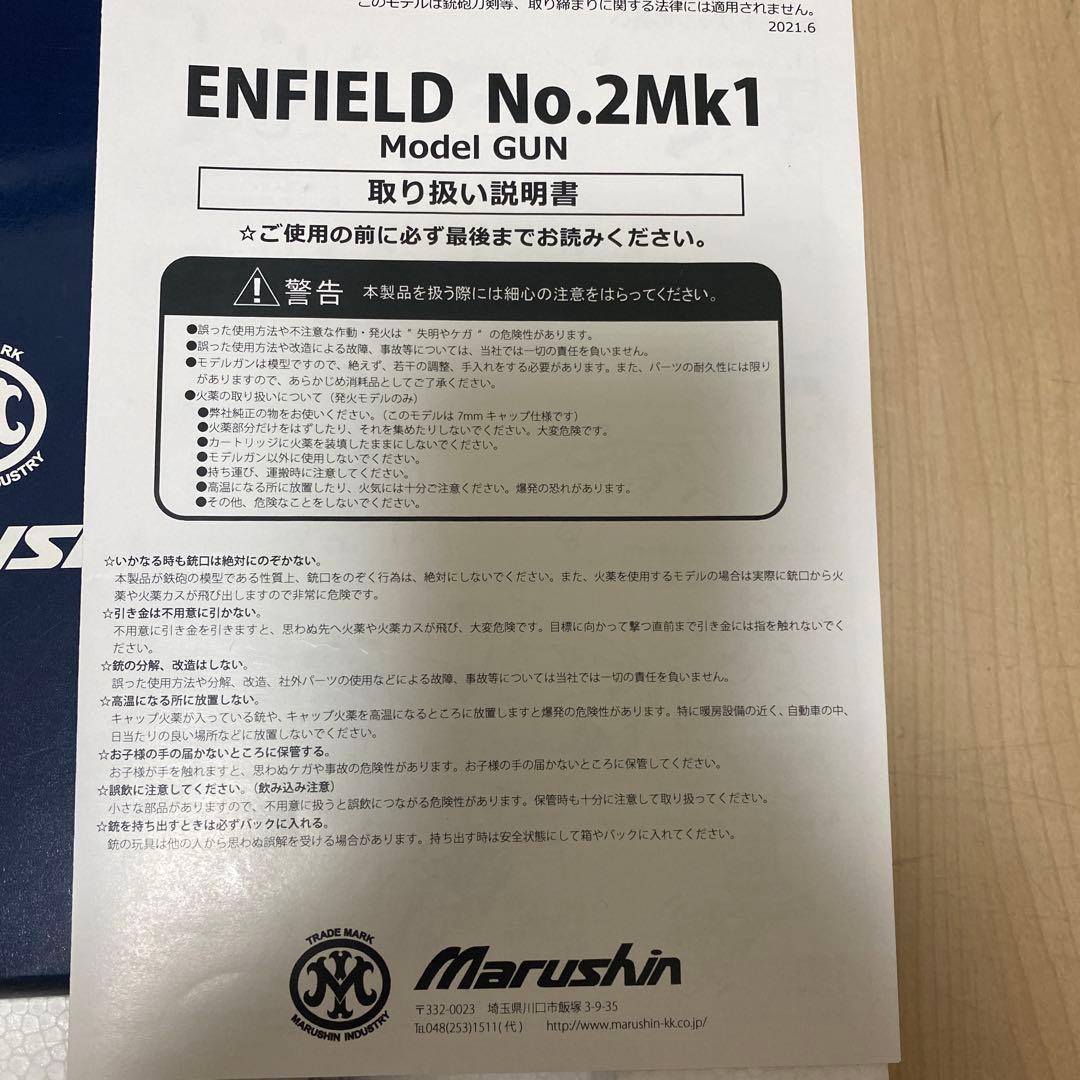 このモデルは銃砲刀剣等、取り締まりに関する法律には適用されません。
2021.6
ENFIELD No.2Mk1
Model GUN
取り扱い説明書
☆ご使用の前に必ず最後までお読みください。
警告 本製品を扱う際には細心の注意をはらってください。
●誤った使用方法や不注意な作動・発火は“失明やケガ”の危険性があります。
●誤った使用方法や改造による故障、事故等については、当社では一切の責任を負いません。
●モデルガンは模型ですので、絶えず、若干の調整、手入れをする必要があります。また、パーツの耐久性には限り
がありますので、あらかじめ消耗品としてご了承ください。
●火薬の取り扱いについて（発火モデルのみ）
●弊社純正の物をお使いください。（このモデルは 7mm キャップ仕様です）
●火薬部分だけをはずしたり、それを集めたりしないでください。大変危険です。
●カートリッジに火薬を装填したままにしないでください。
●モデルガン以外に使用しないでください。
●持ち運び、運搬時に注意してください。
●高温になる所に放置したり、火気には十分ご注意ください。爆発の恐れがあります。
●その他、危険なことをしないでください。
☆いかなる時も銃口は絶対にのぞかない。
本製品が鉄砲の模型である性質上、銃口をのぞく行為は、絶対にしないでください。また、火薬を使用するモデルの場合は実際に銃口から火
薬や火薬カスが飛び出しますので非常に危険です。
☆引き金は不用意に引かない。
不用意に引き金を引きますと、思わぬ先へ火薬や火薬カスが飛び、大変危険です。目標に向かって撃つ直前まで引き金には指を触れないでく
ださい。
☆銃の分解、改造はしない。
誤った使用方法や分解、改造、社外パーツの使用などによる故障、事故等については当社では一切の責任を負いません。
☆高温になる所に放置しない。
キャップ火薬が入っている銃や、キャップ火薬を高温になるところに放置しますと爆発の危険性があります。特に暖房設備の近く、自動車の中、
日当たりの良い場所などに放置しないでください。
☆お子様の手の届かないところに保管する。
お子様が手を触れますと、思わぬケガや事故の危険性があります。お子様の手の届かないところに保管してください。
☆誤飲に注意してください。（飲み込み注意）
小さな部品がありますので、不用意に扱うと誤飲につながる危険性があります。保管時も十分に注意して取り扱ってください。
☆銃を持ち出すときは必ずバックに入れる。
銃の玩具は他の人から思わぬ誤解を受ける場合があります。持ち出す時は安全状態にして箱やバックに入れてください。
TRADE MARK
MARUSHIN INDUSTRY
Marushin
〒332-0023 埼玉県川口市飯塚 3-9-35
℡048(253)1511(代) http://www.marushin-kk.co.jp/